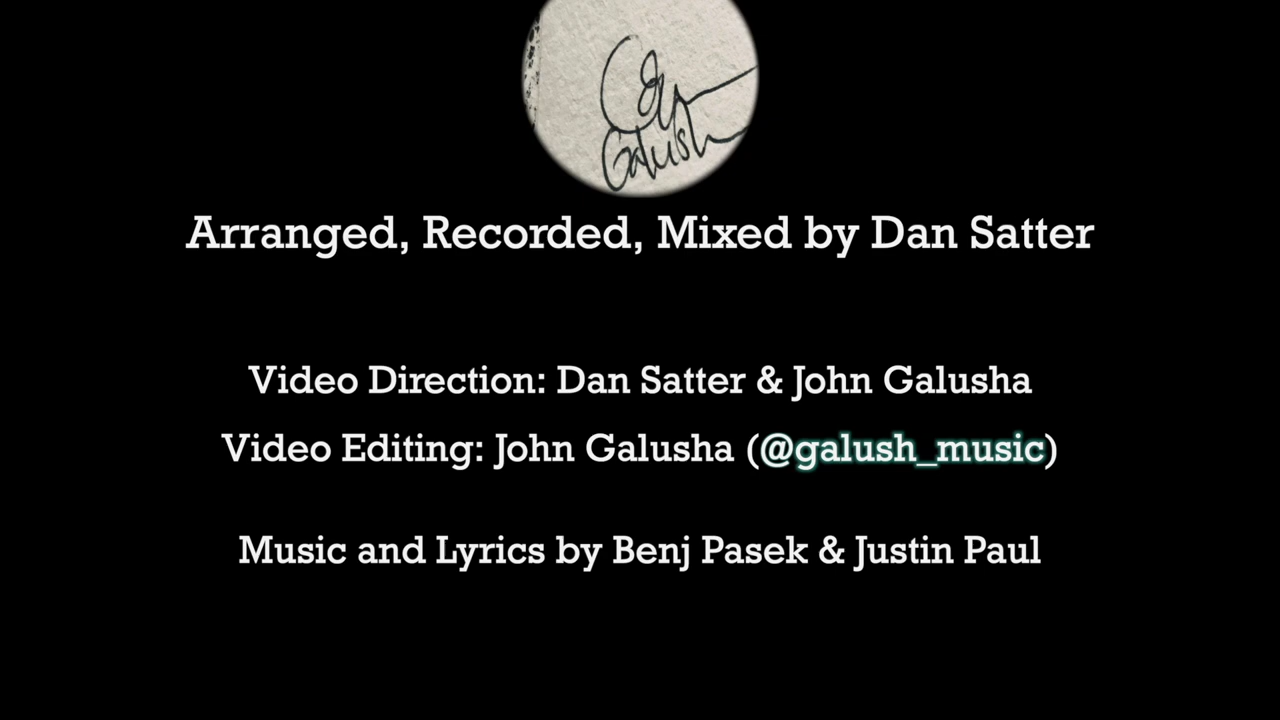 Galush
Arranged, Recorded, Mixed by Dan Satter
Video Direction: Dan Satter & John Galusha
Video Editing: John Galusha (@galush_music)
Music and Lyrics by Benj Pasek & Justin Paul